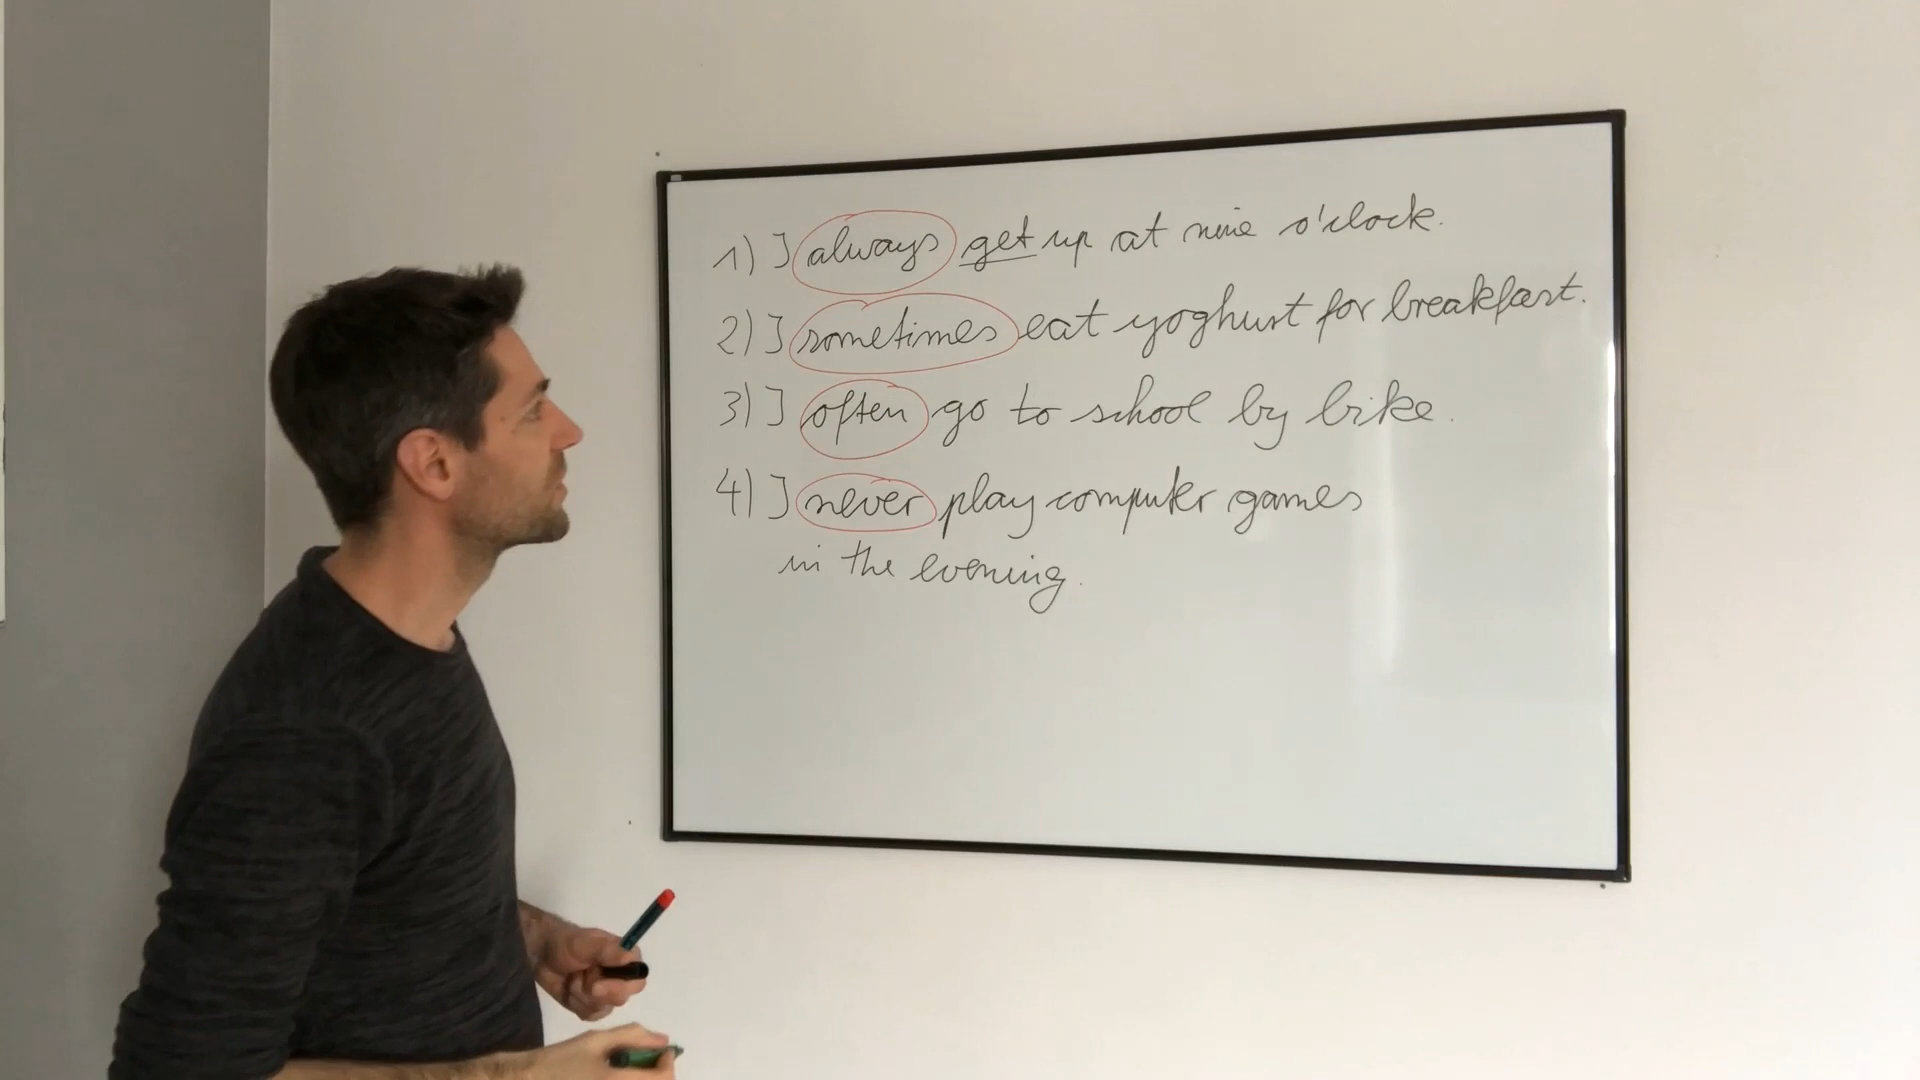 1) I always get up at nine o'clock.
2) I sometimes eat yoghurt for breakfast.
3) I often go to school by bike.
4) I never play computer games
in the evening.